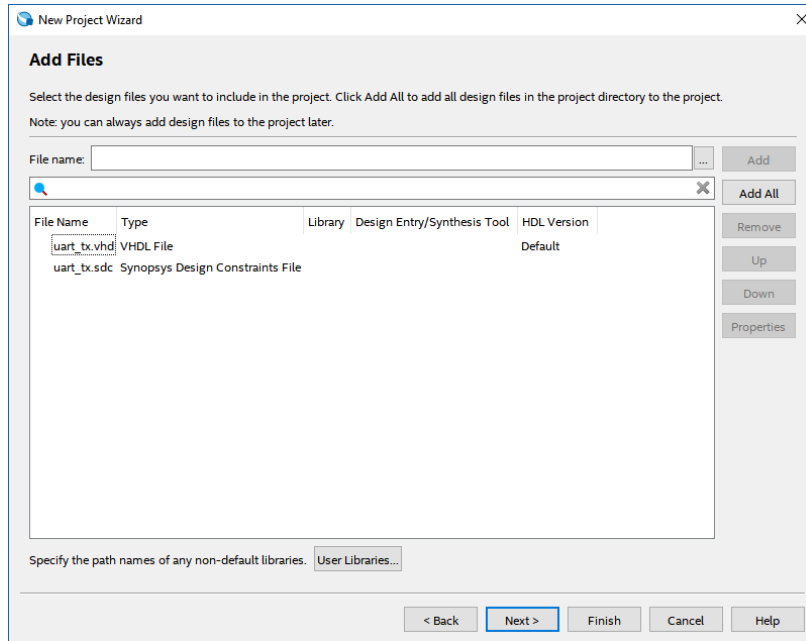 New Project Wizard
Add Files
Select the design files you want to include in the project. Click Add All to add all design files in the project directory to the project.
Note: you can always add design files to the project later.
File name: ... Add
Add All
File Name Type Library Design Entry/Synthesis Tool HDL Version
Remove
uart_tx.vhd VHDL File Default
Up
uart_tx.sdc Synopsys Design Constraints File
Down
Properties
Specify the path names of any non-default libraries. User Libraries...
< Back Next > Finish Cancel Help